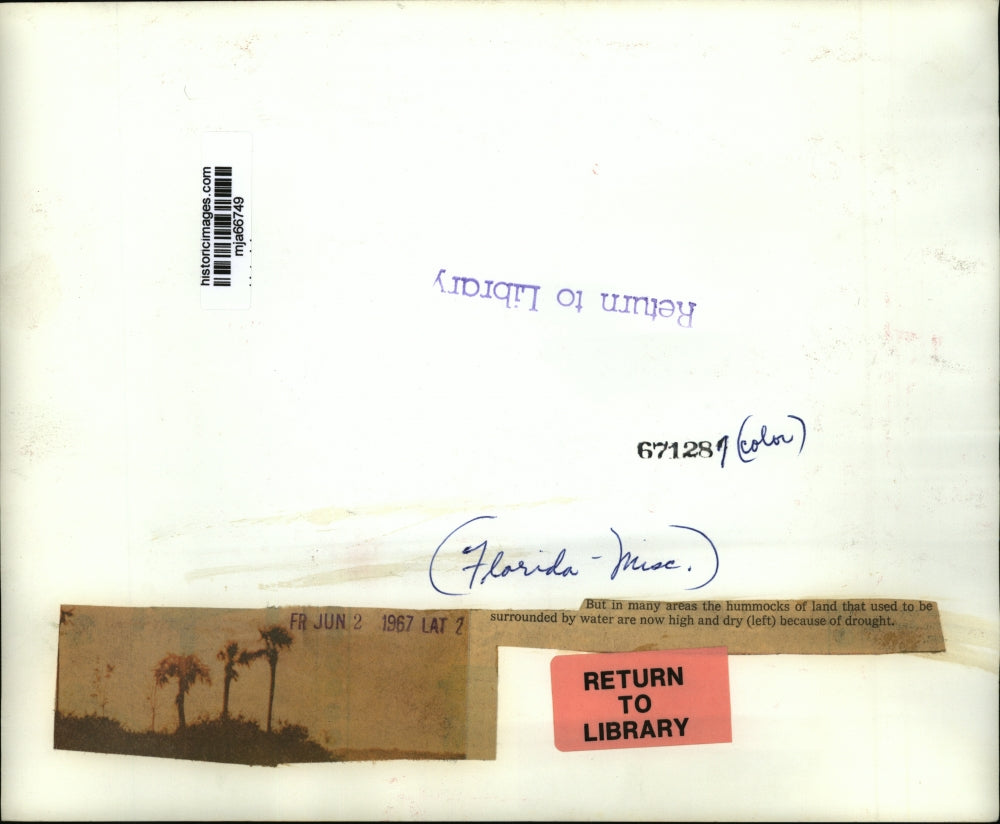 historicimages.com
mja66749
Return to Library
671287 (color)
(Florida - Misc.)
FR JUN 2 1967 LAT 2
But in many areas the hummocks of land that used to be
surrounded by water are now high and dry (left) because of drought.
RETURN
TO
LIBRARY